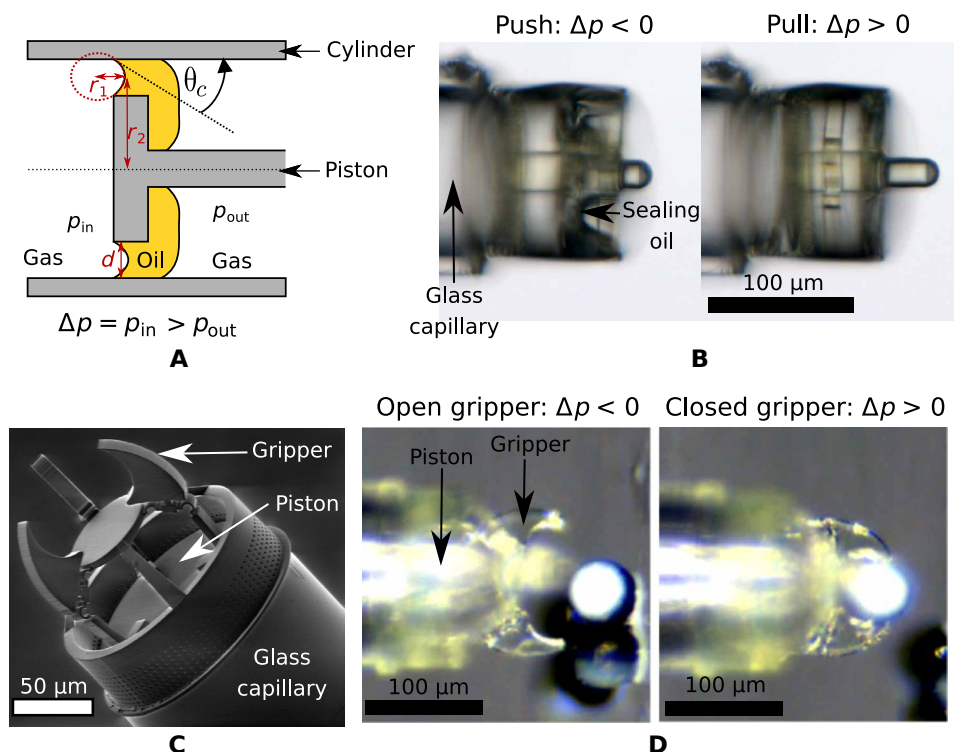 A
Cylinder
θc
r1
r2
Piston
pin
pout
Gas
d
Oil
Gas
Δp = pin > pout
A
B
Push: Δp < 0
Pull: Δp > 0
Sealing
oil
Glass
capillary
100 µm
B
Gripper
Piston
Glass
capillary
50 µm
C
C
D
Open gripper: Δp < 0
Closed gripper: Δp > 0
Piston
Gripper
100 µm
100 µm
D